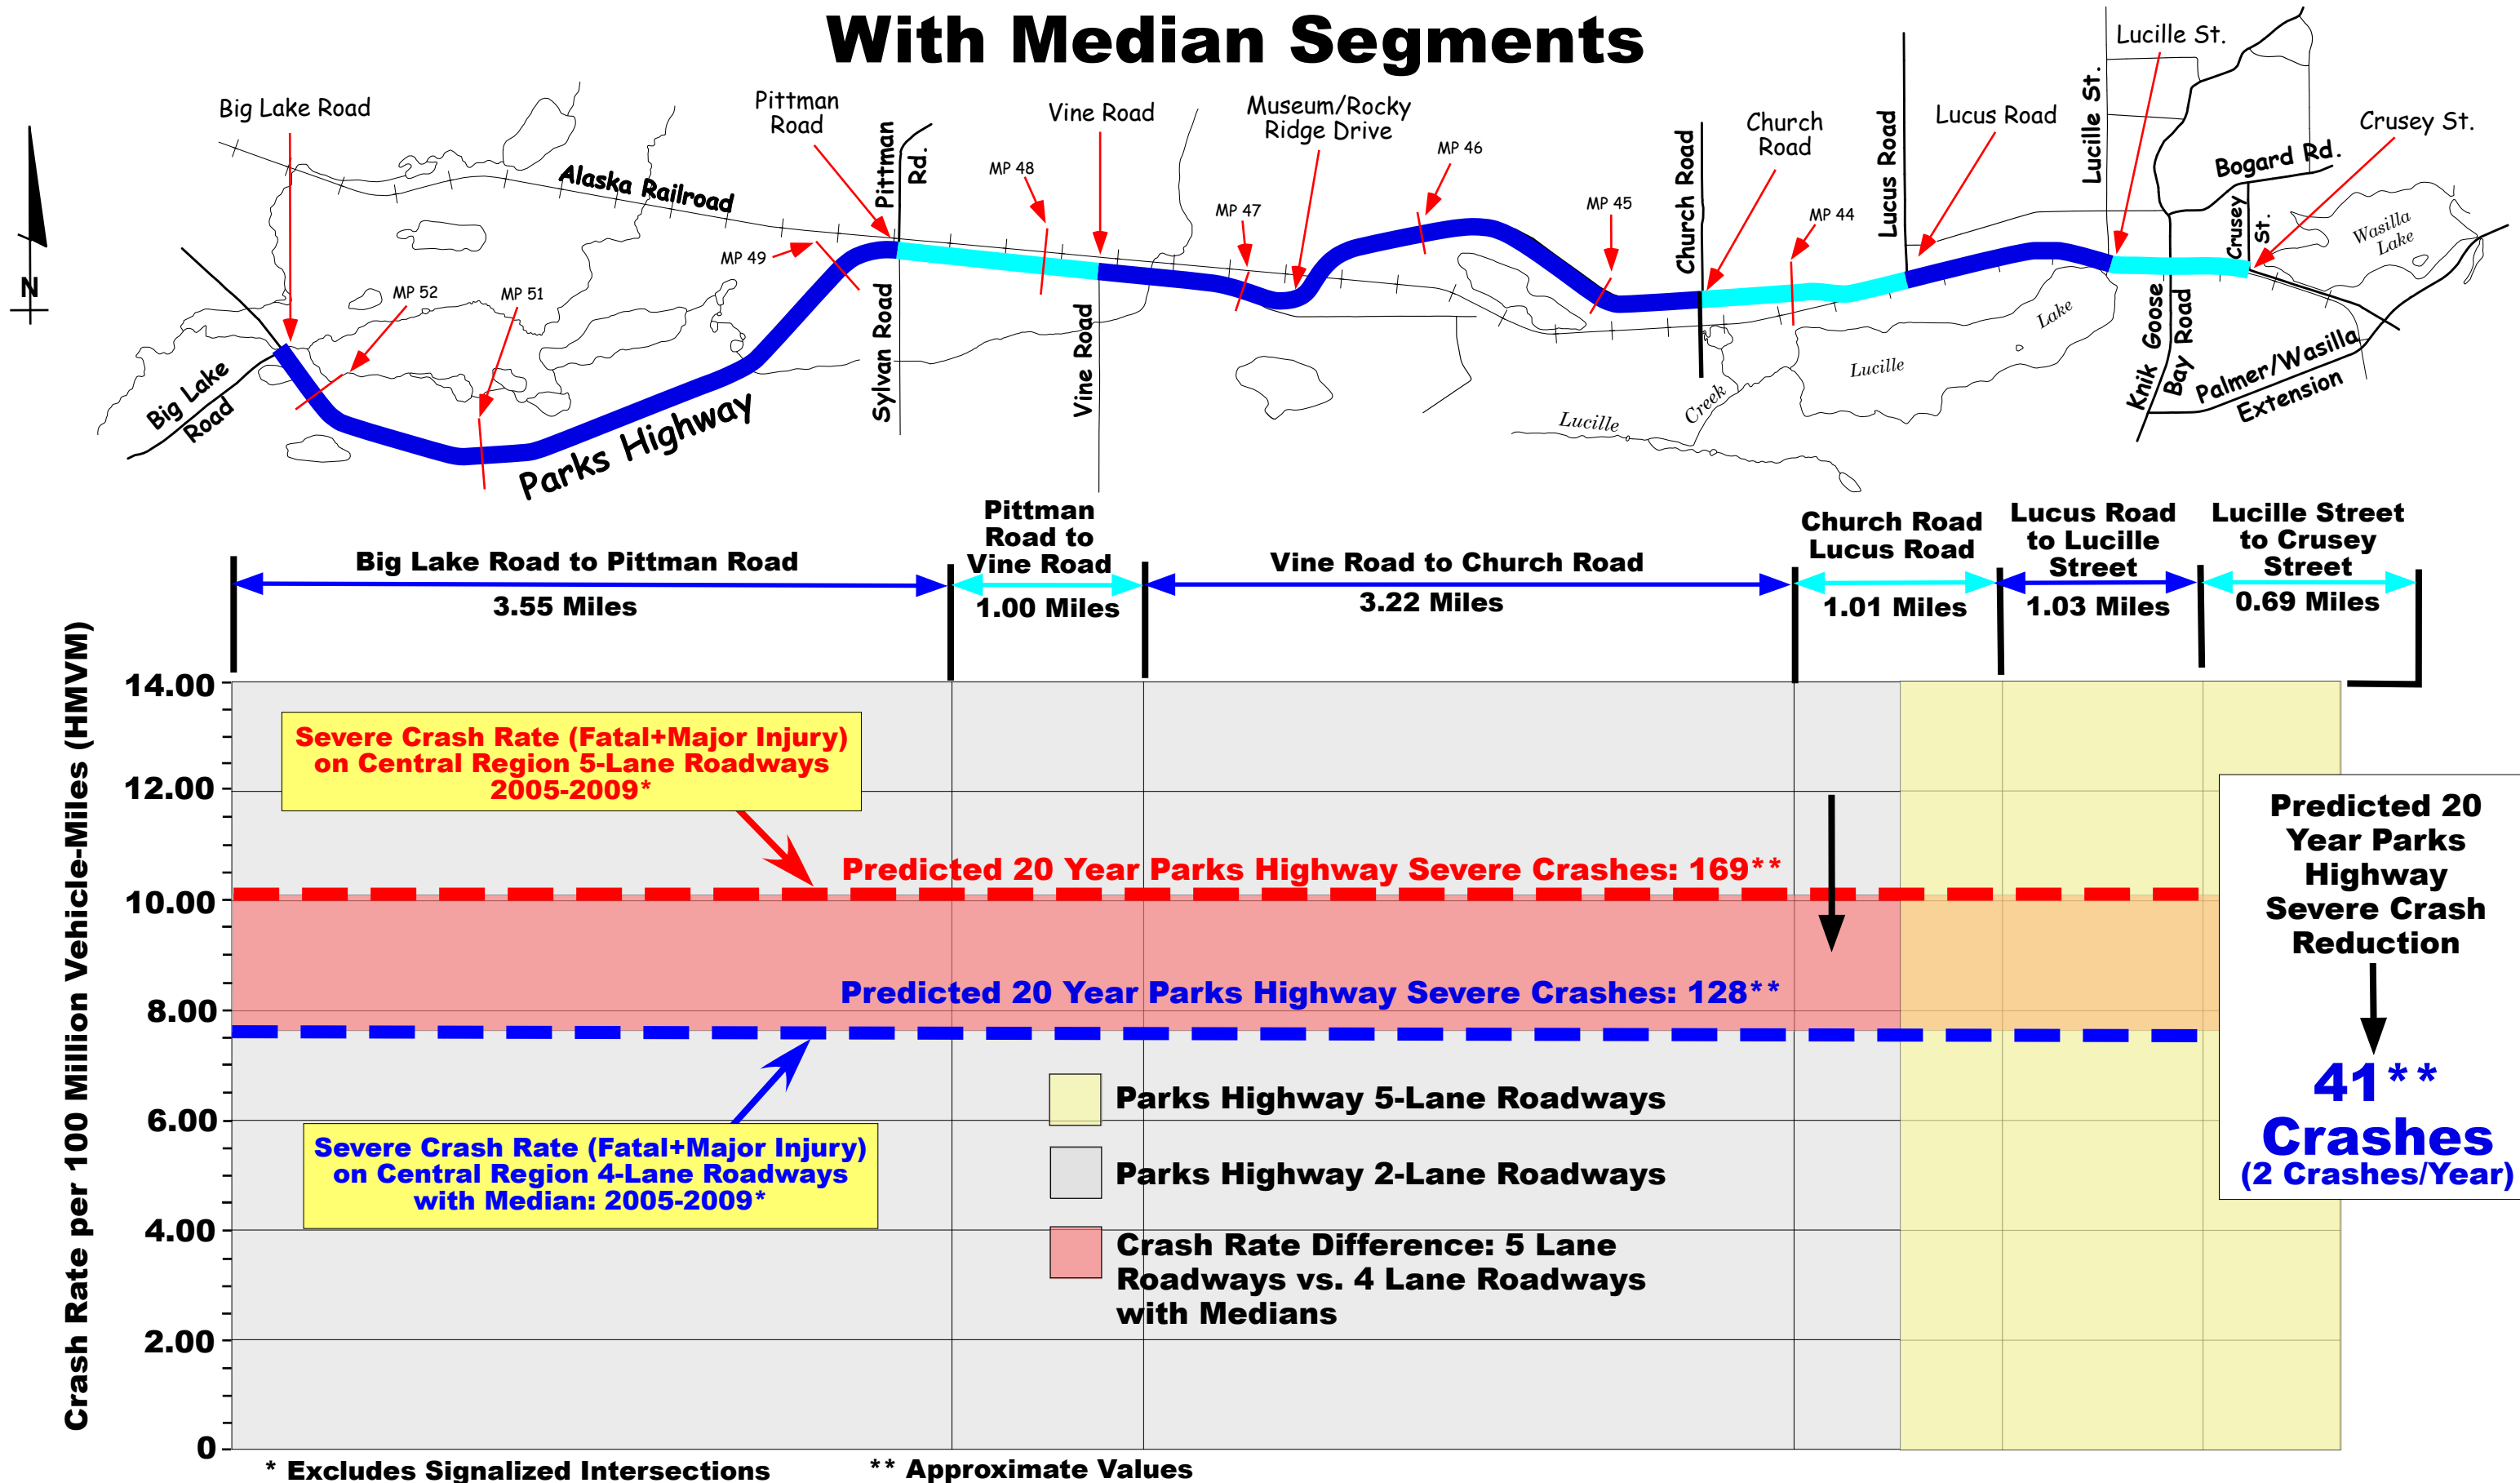 With Median Segments
Lucille St.
Big Lake Road
Pittman
Road
Vine Road
Museum/Rocky
Ridge Drive
Church
Road
Lucus Road
Crusey St.
Pittman
Rd.
MP 48
MP 46
MP 47
MP 45
MP 44
MP 49
MP 52
MP 51
Alaska Railroad
Church Road
Lucus Road
Lucille St.
Bogard Rd.
Crusey
St.
Wasilla
Lake
N
Big Lake
Road
Parks Highway
Sylvan Road
Vine Road
Lucille
Creek
Lucille
Lake
Knik Goose
Bay Road
Palmer/Wasilla
Extension
Big Lake Road to Pittman Road
3.55 Miles
Pittman
Road to
Vine Road
1.00 Miles
Vine Road to Church Road
3.22 Miles
Church Road
Lucus Road
1.01 Miles
Lucus Road
to Lucille
Street
1.03 Miles
Lucille Street
to Crusey
Street
0.69 Miles
Crash Rate per 100 Million Vehicle-Miles (HMVM)
14.00
12.00
10.00
8.00
6.00
4.00
2.00
0
Severe Crash Rate (Fatal+Major Injury)
on Central Region 5-Lane Roadways
2005-2009*
Predicted 20 Year Parks Highway Severe Crashes: 169**
Predicted 20 Year Parks Highway Severe Crashes: 128**
Severe Crash Rate (Fatal+Major Injury)
on Central Region 4-Lane Roadways
with Median: 2005-2009*
Parks Highway 5-Lane Roadways
Parks Highway 2-Lane Roadways
Crash Rate Difference: 5 Lane
Roadways vs. 4 Lane Roadways
with Medians
Predicted 20
Year Parks
Highway
Severe Crash
Reduction
41**
Crashes
(2 Crashes/Year)
* Excludes Signalized Intersections
** Approximate Values